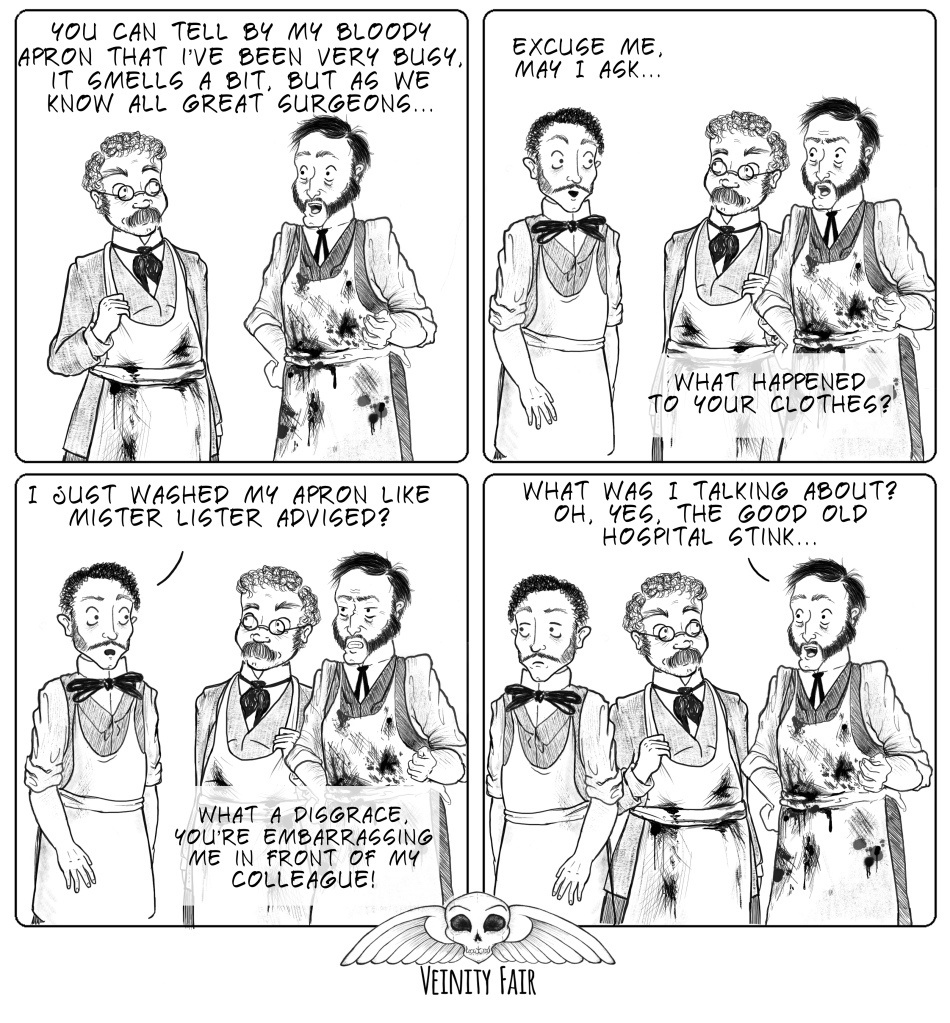 YOU CAN TELL BY MY BLOODY
APRON THAT I'VE BEEN VERY BUSY,
IT SMELLS A BIT, BUT AS WE
KNOW ALL GREAT SURGEONS...
EXCUSE ME,
MAY I ASK...
WHAT HAPPENED
TO YOUR CLOTHES?
I JUST WASHED MY APRON LIKE
MISTER LISTER ADVISED?
WHAT A DISGRACE,
YOU'RE EMBARRASSING
ME IN FRONT OF MY
COLLEAGUE!
WHAT WAS I TALKING ABOUT?
OH, YES, THE GOOD OLD
HOSPITAL STINK...
VEINITY FAIR